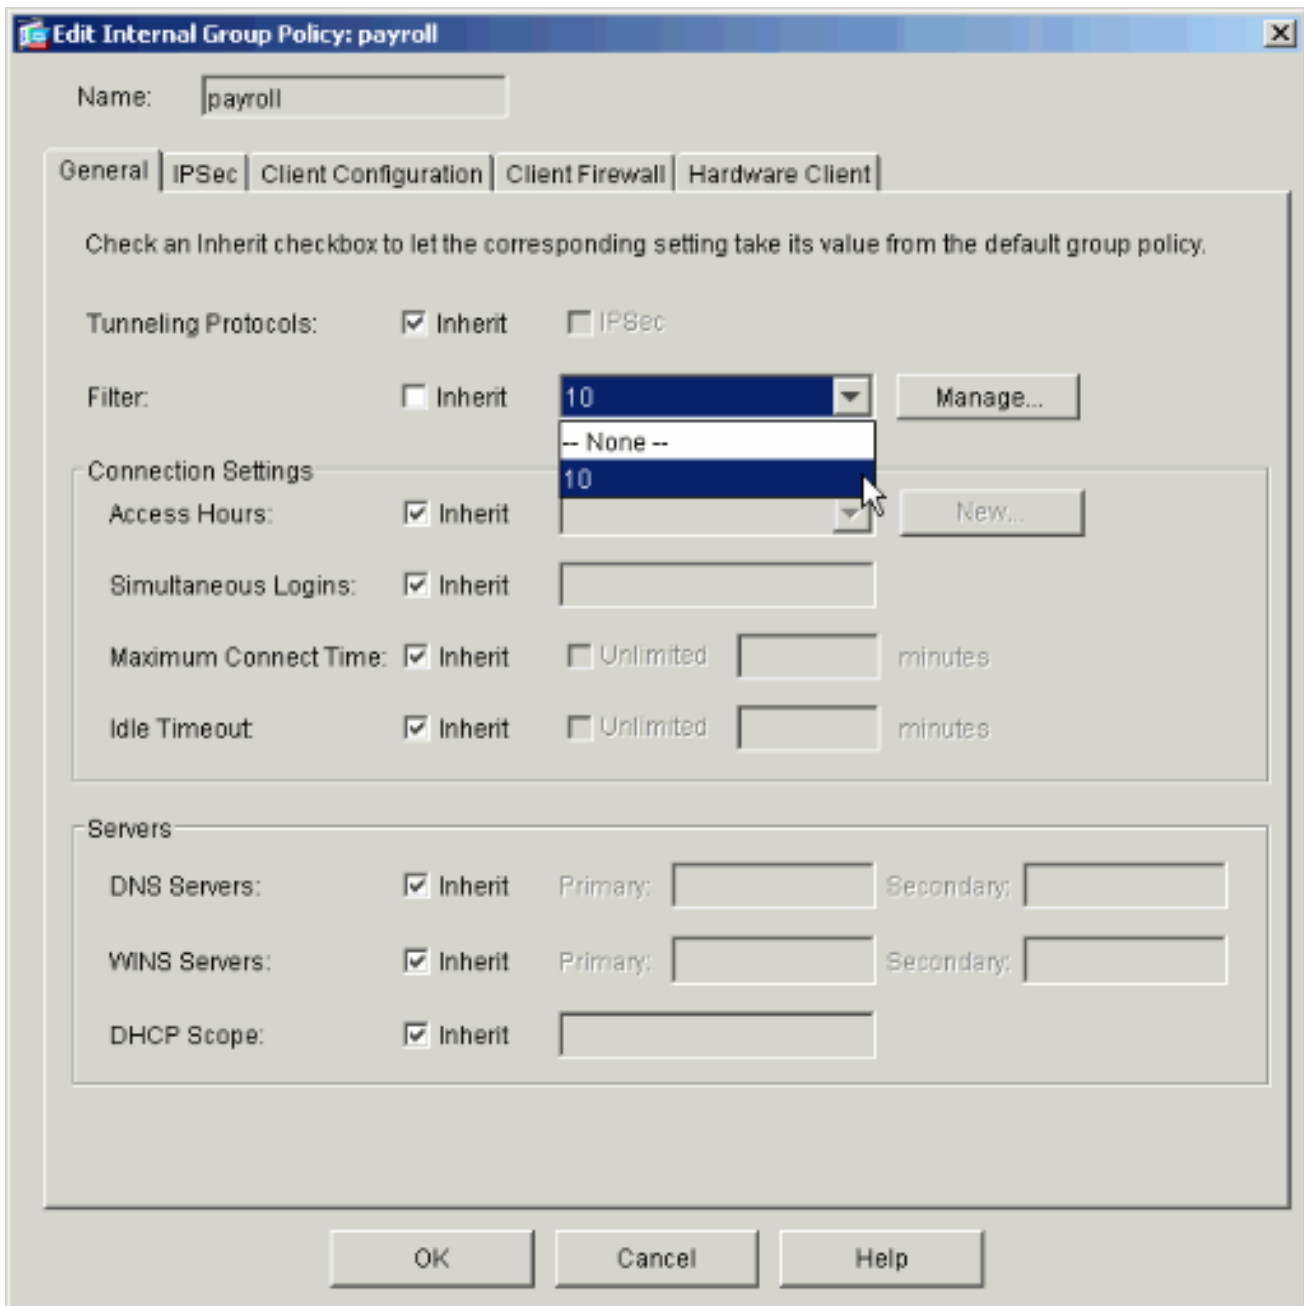 Edit Internal Group Policy: payroll
Name: payroll
General IPSec Client Configuration Client Firewall Hardware Client
Check an Inherit checkbox to let the corresponding setting take its value from the default group policy.
Tunneling Protocols: Inherit IPSec
Filter: Inherit 10 Manage...
-- None --
10
Connection Settings
Access Hours: Inherit New...
Simultaneous Logins: Inherit
Maximum Connect Time: Inherit Unlimited minutes
Idle Timeout: Inherit Unlimited minutes
Servers
DNS Servers: Inherit Primary: Secondary:
WINS Servers: Inherit Primary: Secondary:
DHCP Scope: Inherit
OK Cancel Help